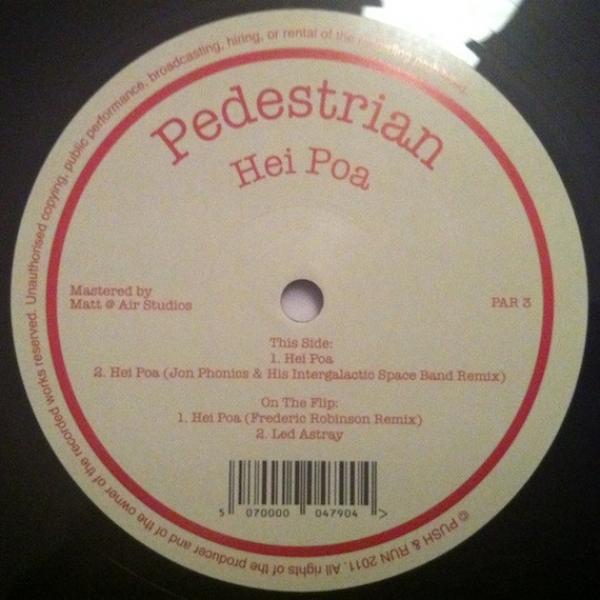 Pedestrian
Hei Poa
Mastered by
Matt @ Air Studios
PAR 3
This Side:
1. Hei Poa
2. Hei Poa (Jon Phonics & His Intergalactic Space Band Remix)
On The Flip:
1. Hei Poa (Frederic Robinson Remix)
2. Led Astray
5 070000 047904 >
© PUSH & RUN 2011. All rights of the producer and of the owner of the recorded works reserved. Unauthorised copying, public performance, broadcasting, hiring, or rental of the recording prohibited.